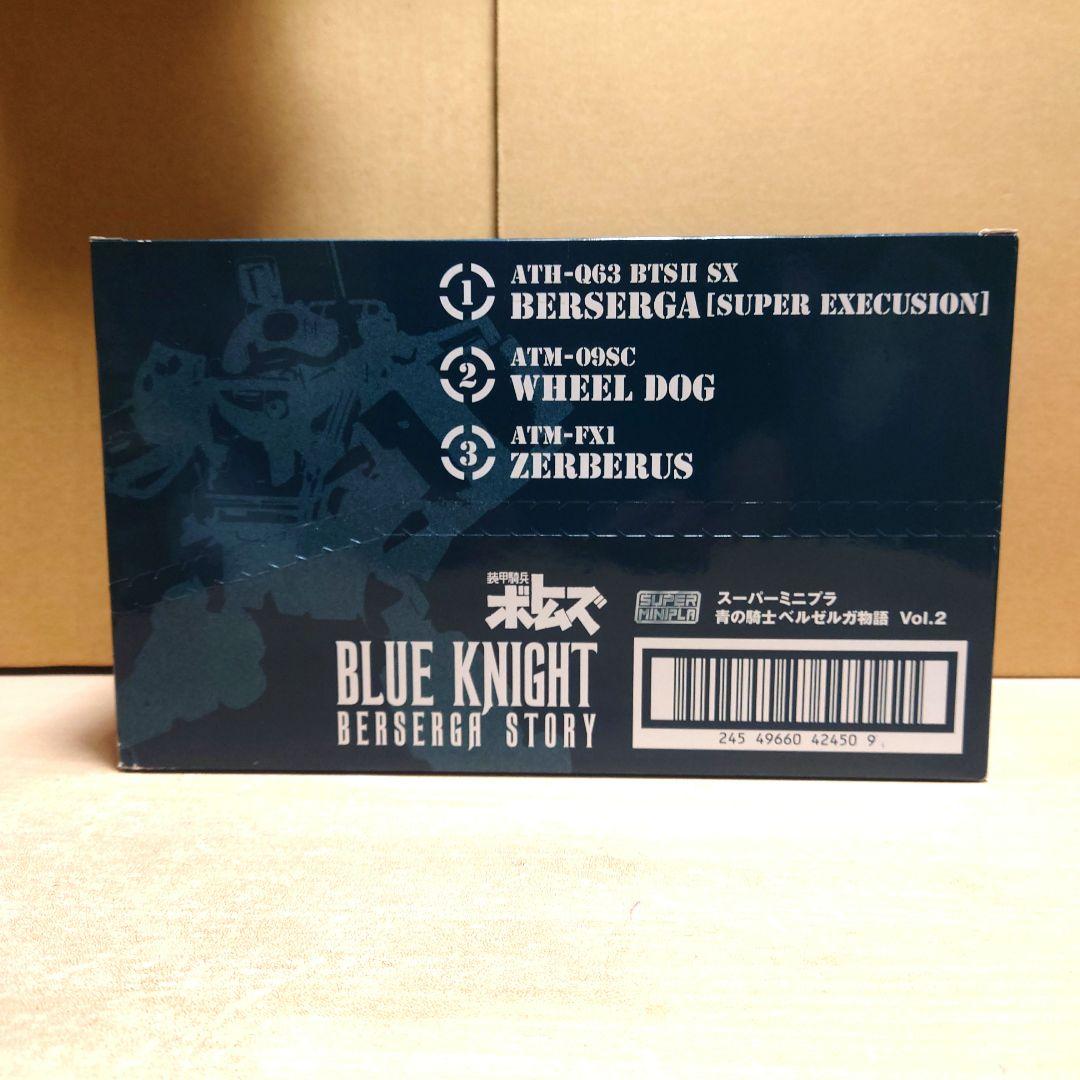 1
ATH-Q63 BTSII SX
BERSERGA [SUPER EXECUSION]
2
ATM-09SC
WHEEL DOG
3
ATM-FX1
ZERBERUS
装甲騎兵
ボトムズ
BLUE KNIGHT
BERSERGA STORY
SUPER
MINIPLA
スーパーミニプラ
青の騎士ベルゼルガ物語 Vol.2
245 49660 42450 9